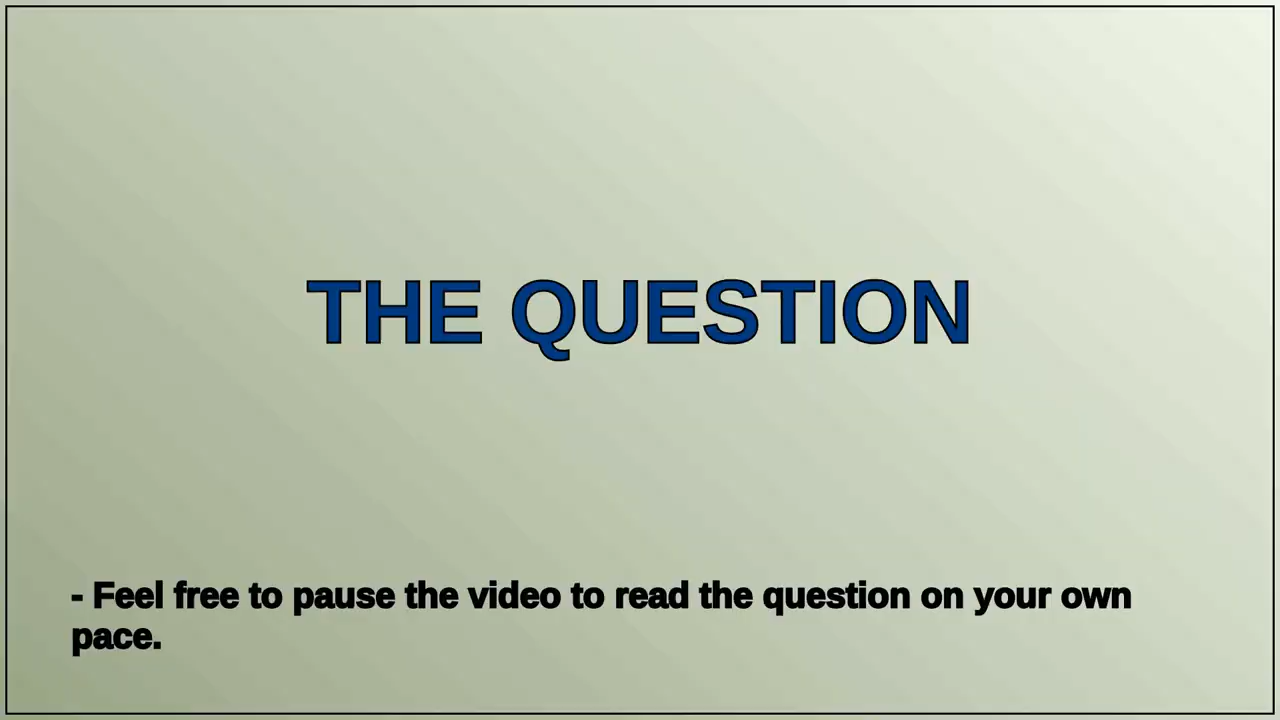 THE QUESTION
- Feel free to pause the video to read the question on your own
pace.